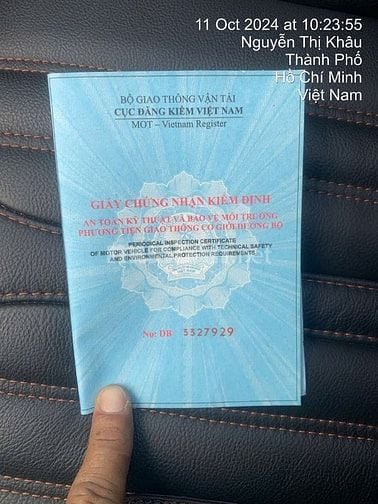 11 Oct 2024 at 10:23:55
Nguyễn Thị Khâu
Thành Phố
Hồ Chí Minh
Việt Nam
BỘ GIAO THÔNG VẬN TẢI
CỤC ĐĂNG KIỂM VIỆT NAM
MOT – Vietnam Register
GIẤY CHỨNG NHẬN KIỂM ĐỊNH
AN TOÀN KỸ THUẬT VÀ BẢO VỆ MÔI TRƯỜNG
PHƯƠNG TIỆN GIAO THÔNG CƠ GIỚI ĐƯỜNG BỘ
PERIODICAL INSPECTION CERTIFICATE
OF MOTOR VEHICLE FOR COMPLIANCE WITH TECHNICAL SAFETY
AND ENVIRONMENTAL PROTECTION REQUIREMENTS
No: DB 3327929